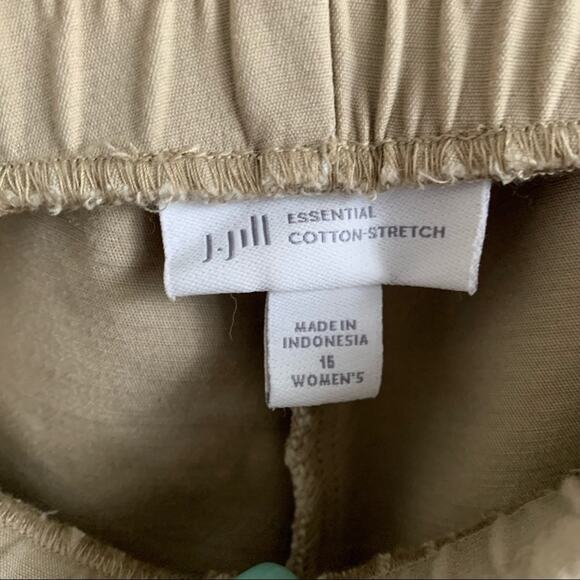 J.Jill ESSENTIAL
COTTON-STRETCH
MADE IN
INDONESIA
16
WOMEN'S